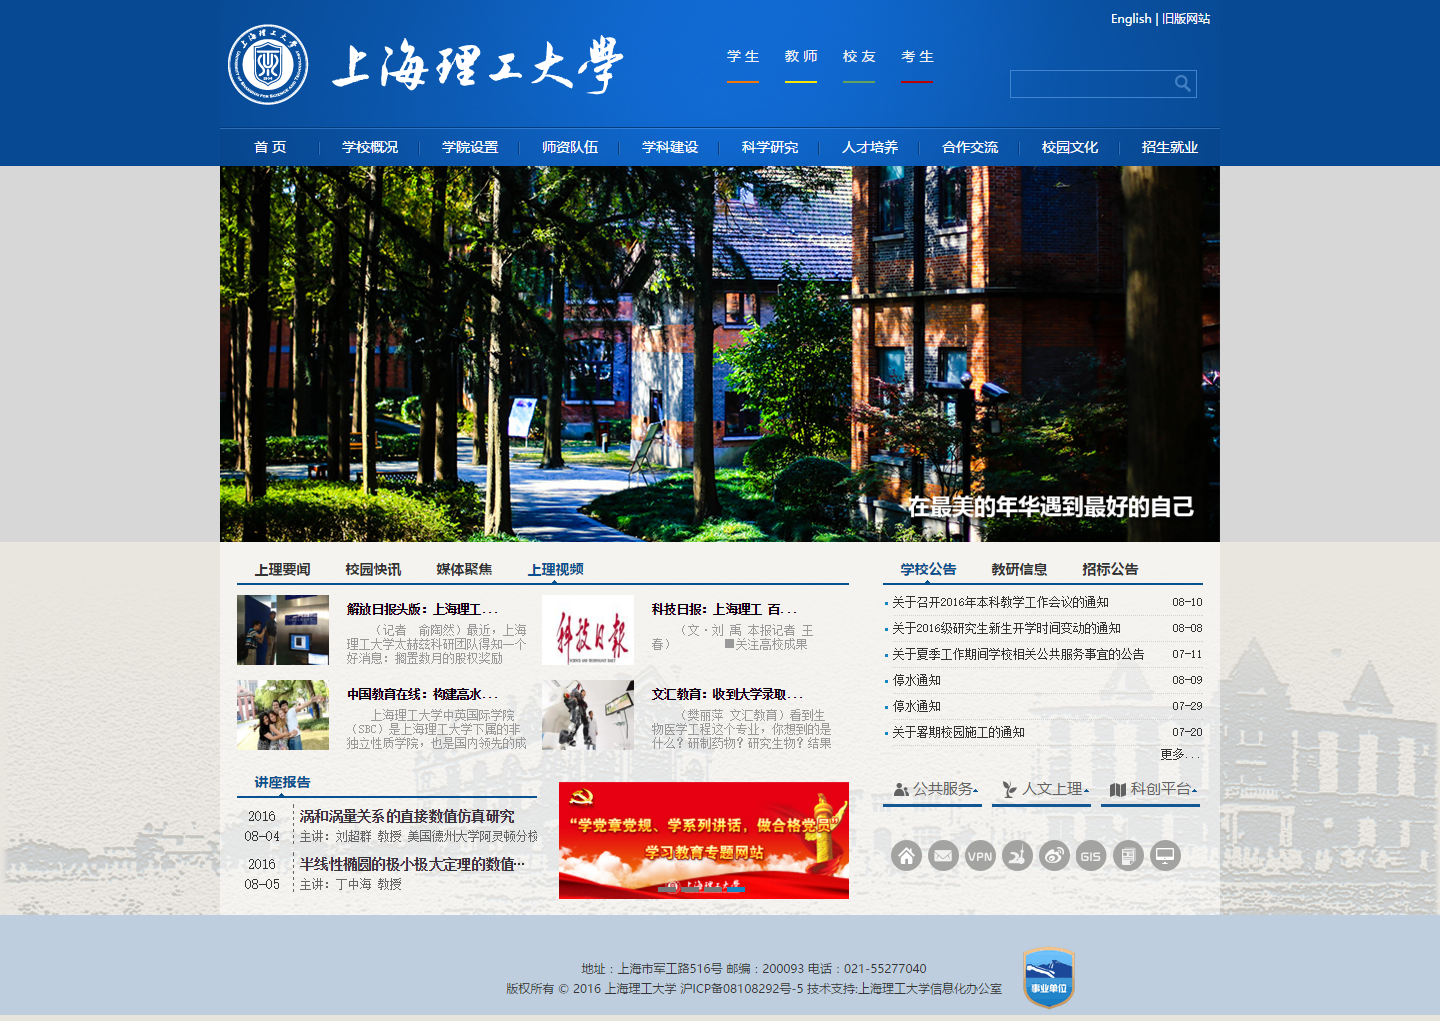 English | 旧版网站
上海理工大學
学生 教师 校友 考生
首 页 学校概况 学院设置 师资队伍 学科建设 科学研究 人才培养 合作交流 校园文化 招生就业
在最美的年华遇到最好的自己
上理要闻 校园快讯 媒体聚焦 上理视频
解放日报头版：上海理工...
（记者 俞陶然）最近，上海
理工大学太赫兹科研团队得知一个
好消息：搁置数月的股权奖励
科技日报
科技日报：上海理工 百...
（文·刘 禹 本报记者 王
春） ■关注高校成果
中国教育在线：构建高水...
上海理工大学中英国际学院
（SBC）是上海理工大学下属的非
独立性质学院，也是国内领先的成
文汇教育：收到大学录取...
（樊丽萍 文汇教育）看到生
物医学工程这个专业，你想到的是
什么？研制药物？研究生物？结果
学校公告 教研信息 招标公告
关于召开2016年本科教学工作会议的通知 08-10
关于2016级研究生新生开学时间变动的通知 08-08
关于夏季工作期间学校相关公共服务事宜的公告 07-11
停水通知 08-09
停水通知 07-29
关于暑期校园施工的通知 07-20
更多...
讲座报告
2016 涡和涡量关系的直接数值仿真研究
08-04 主讲：刘超群 教授 美国德州大学阿灵顿分校
2016 半线性椭圆的极小极大定理的数值…
08-05 主讲：丁中海 教授
“学党章党规、学系列讲话，做合格党员”
学习教育专题网站
上海理工大學
公共服务 人文上理 科创平台
VPN GIS
地址：上海市军工路516号 邮编：200093 电话：021-55277040
版权所有 © 2016 上海理工大学 沪ICP备08108292号-5 技术支持:上海理工大学信息化办公室
事业单位